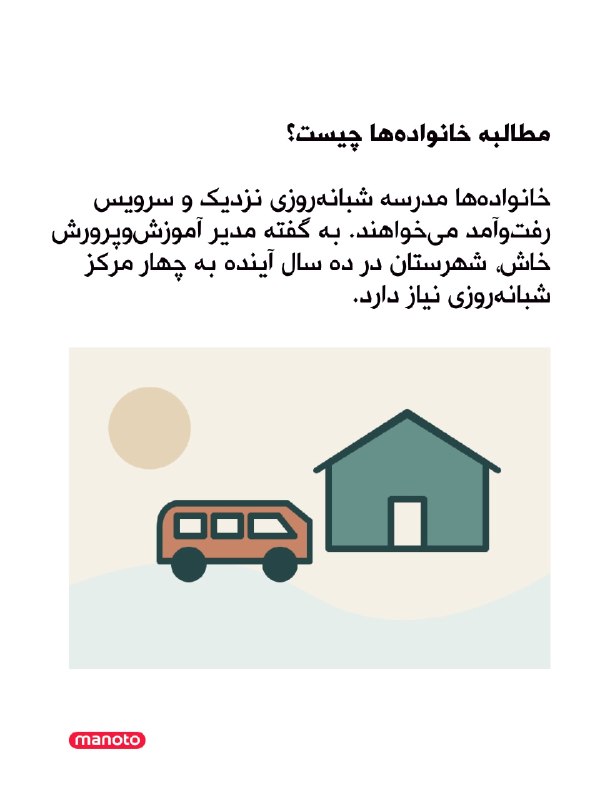 مطالبه خانواده‌ها چیست؟
خانواده‌ها مدرسه شبانه‌روزی نزدیک و سرویس
رفت‌وآمد می‌خواهند. به گفته مدیر آموزش‌وپرورش
خاش، شهرستان در ده سال آینده به چهار مرکز
شبانه‌روزی نیاز دارد.
manoto